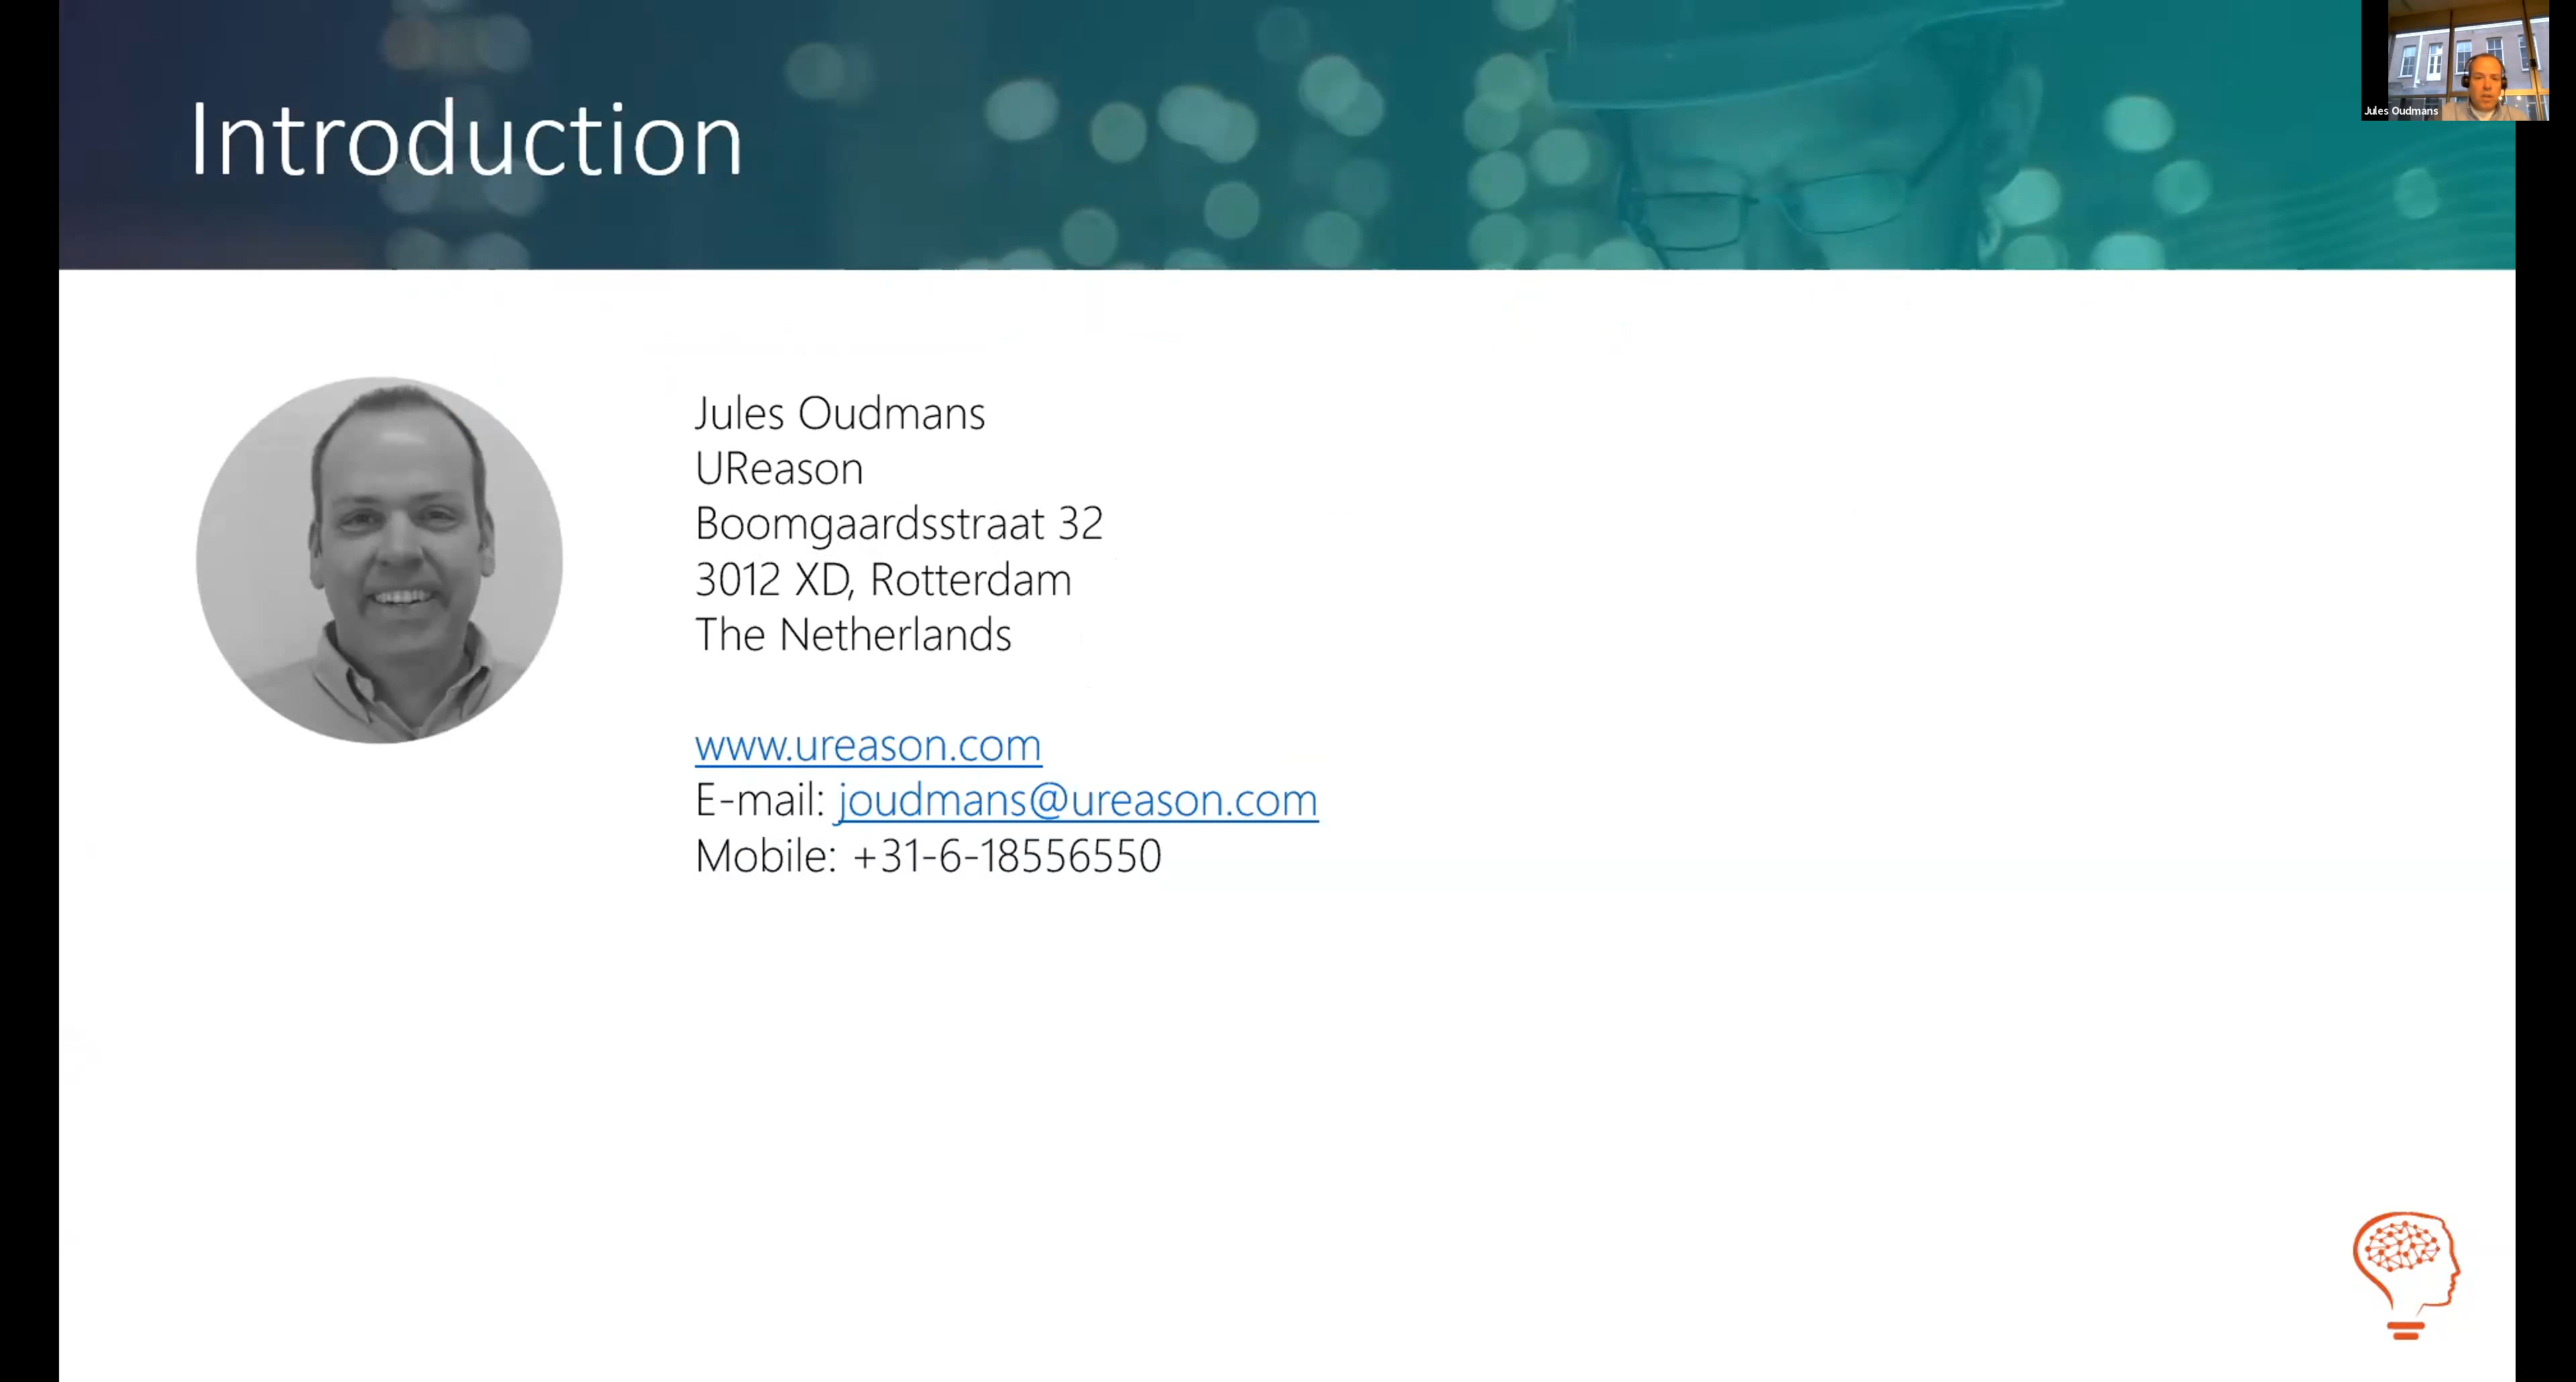 Introduction
Jules Oudmans
Jules Oudmans
UReason
Boomgaardsstraat 32
3012 XD, Rotterdam
The Netherlands
www.ureason.com
E-mail: joudmans@ureason.com
Mobile: +31-6-18556550